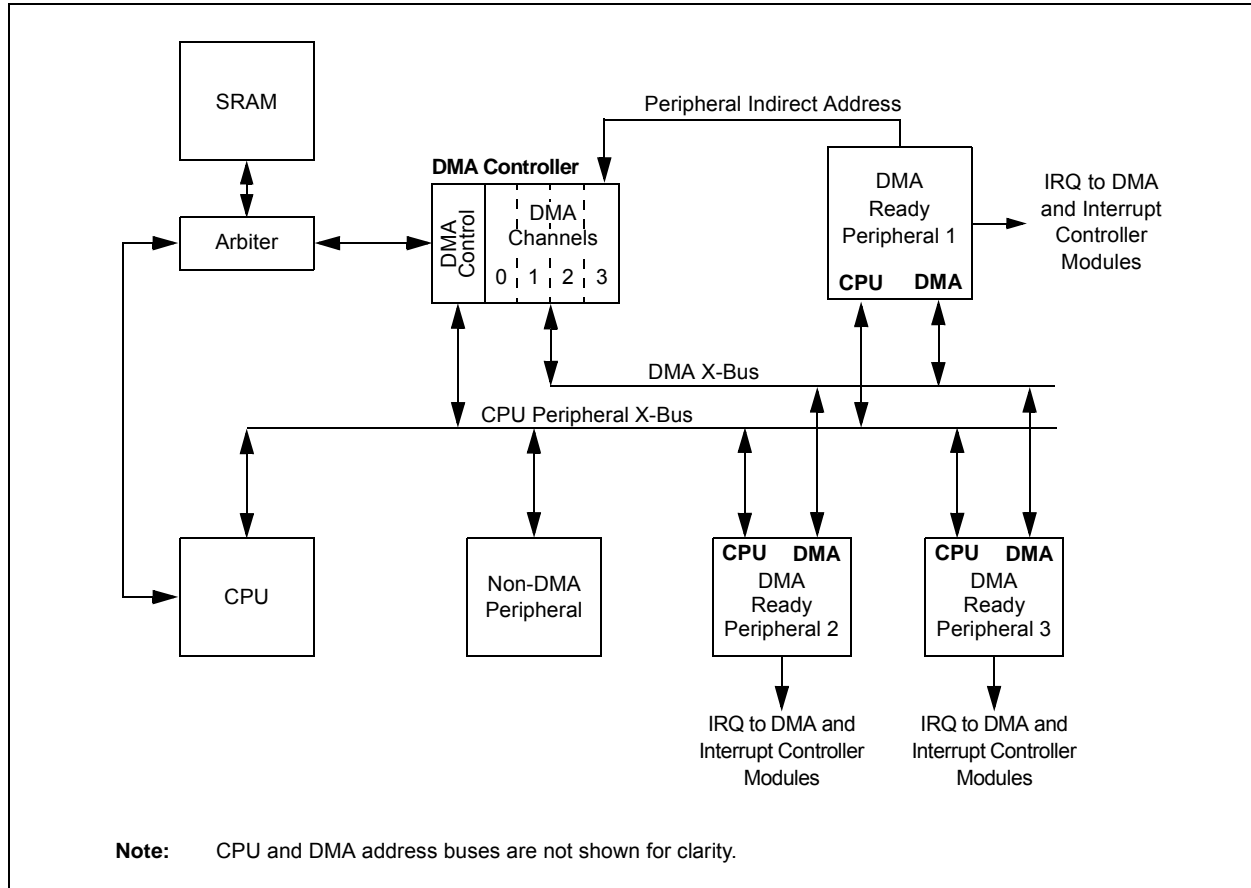 SRAM
Peripheral Indirect Address
DMA Controller
DMA
Ready
Peripheral 1
CPU DMA
IRQ to DMA
and Interrupt
Controller
Modules
Arbiter
DMA
Control
DMA
Channels
0 1 2 3
DMA X-Bus
CPU Peripheral X-Bus
CPU
Non-DMA
Peripheral
CPU DMA
DMA
Ready
Peripheral 2
CPU DMA
DMA
Ready
Peripheral 3
IRQ to DMA and
Interrupt Controller
Modules
IRQ to DMA and
Interrupt Controller
Modules
Note: CPU and DMA address buses are not shown for clarity.